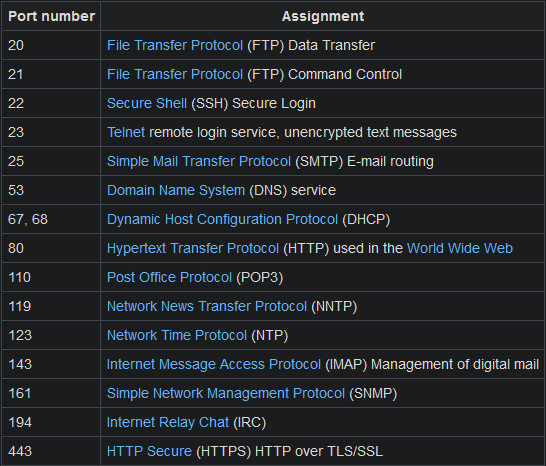 Port number Assignment
20 File Transfer Protocol (FTP) Data Transfer
21 File Transfer Protocol (FTP) Command Control
22 Secure Shell (SSH) Secure Login
23 Telnet remote login service, unencrypted text messages
25 Simple Mail Transfer Protocol (SMTP) E-mail routing
53 Domain Name System (DNS) service
67, 68 Dynamic Host Configuration Protocol (DHCP)
80 Hypertext Transfer Protocol (HTTP) used in the World Wide Web
110 Post Office Protocol (POP3)
119 Network News Transfer Protocol (NNTP)
123 Network Time Protocol (NTP)
143 Internet Message Access Protocol (IMAP) Management of digital mail
161 Simple Network Management Protocol (SNMP)
194 Internet Relay Chat (IRC)
443 HTTP Secure (HTTPS) HTTP over TLS/SSL